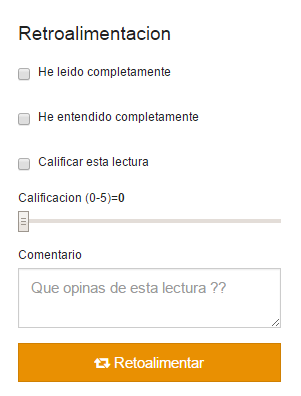 Retroalimentacion
He leido completamente
He entendido completamente
Calificar esta lectura
Calificacion (0-5)=0
Comentario
Que opinas de esta lectura ??
Retoalimentar